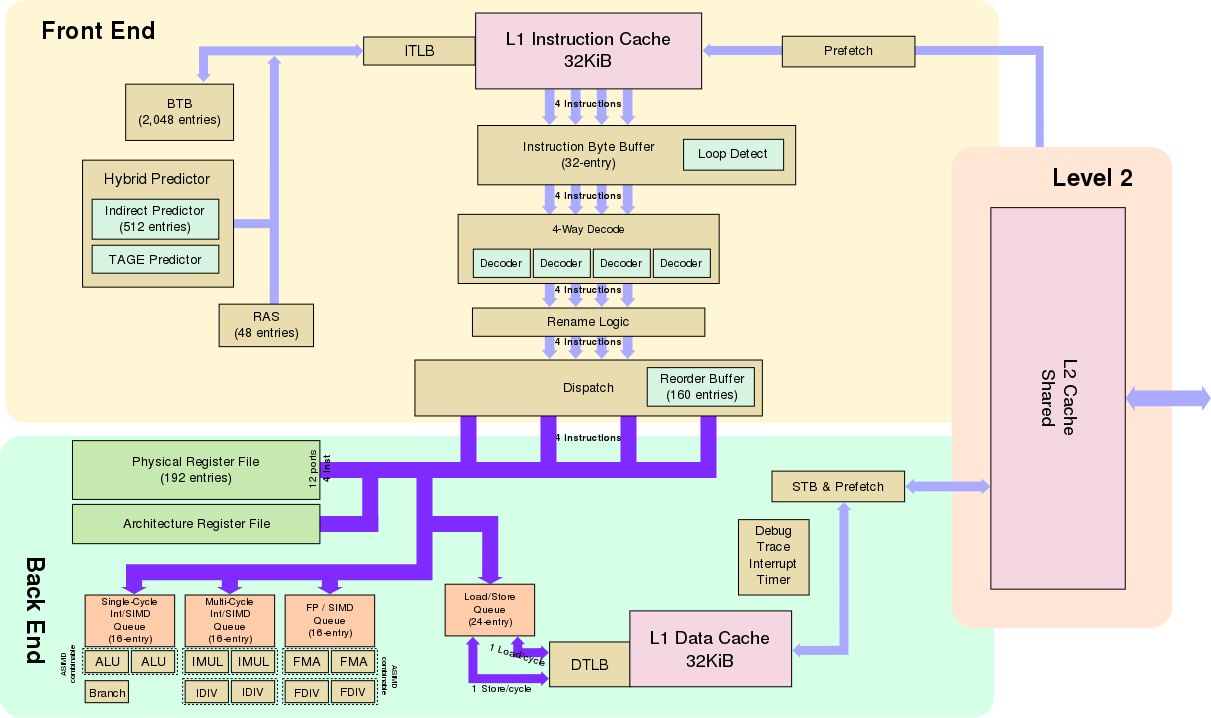 Front End
ITLB
L1 Instruction Cache
32KiB
Prefetch
BTB
(2,048 entries)
4 Instructions
Instruction Byte Buffer
(32-entry)
Loop Detect
Hybrid Predictor
Indirect Predictor
(512 entries)
TAGE Predictor
4 Instructions
Level 2
4-Way Decode
Decoder
Decoder
Decoder
Decoder
4 Instructions
RAS
(48 entries)
Rename Logic
4 Instructions
Dispatch
Reorder Buffer
(160 entries)
L2 Cache
Shared
4 Instructions
Physical Register File
(192 entries)
12 ports
4 Inst
Architecture Register File
STB & Prefetch
Debug
Trace
Interrupt
Timer
Back End
Single-Cycle
Int/SIMD
Queue
(16-entry)
Multi-Cycle
Int/SIMD
Queue
(16-entry)
FP / SIMD
Queue
(16-entry)
Load/Store
Queue
(24-entry)
ASIMD
combinable
ALU
ALU
IMUL
IMUL
FMA
FMA
ASIMD
combinable
Branch
IDIV
IDIV
FDIV
FDIV
1 Load/cycle
1 Store/cycle
DTLB
L1 Data Cache
32KiB